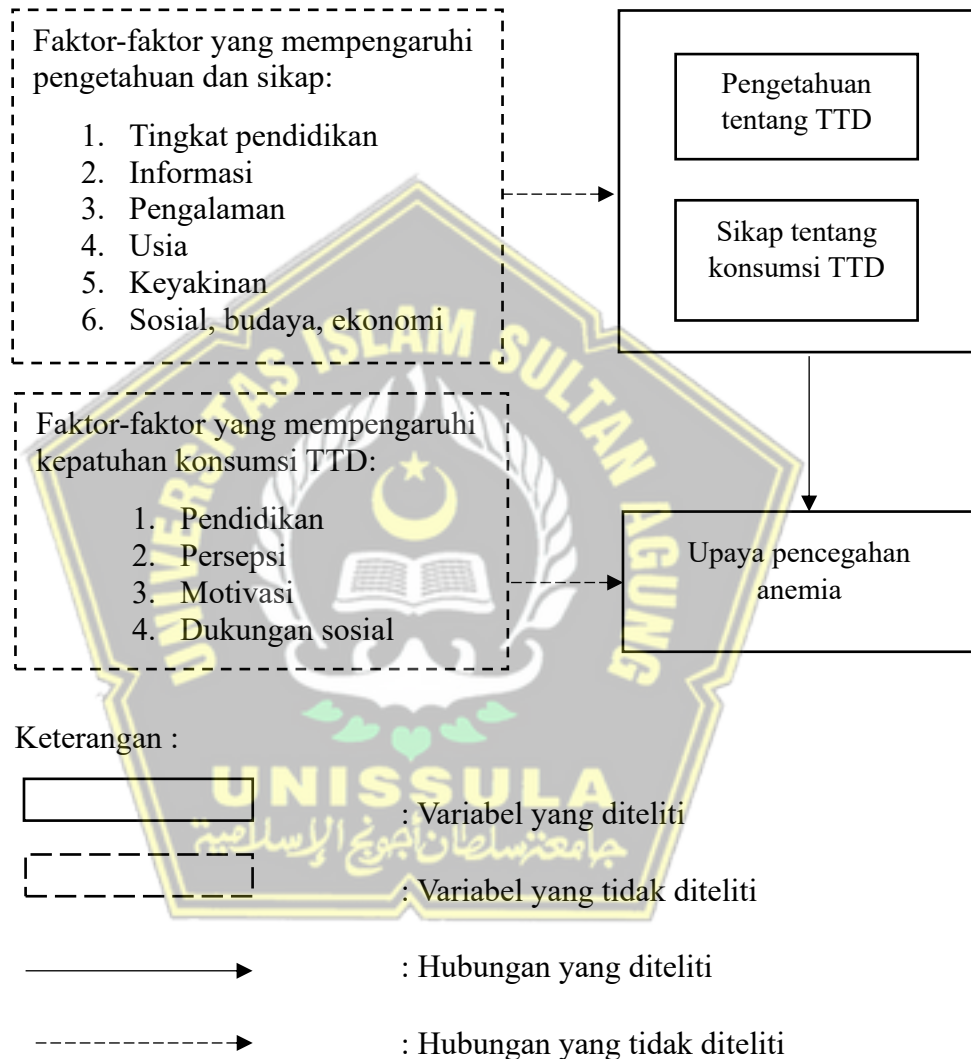 Faktor-faktor yang mempengaruhi
pengetahuan dan sikap:
1. Tingkat pendidikan
2. Informasi
3. Pengalaman
4. Usia
5. Keyakinan
6. Sosial, budaya, ekonomi
Pengetahuan
tentang TTD
Sikap tentang
konsumsi TTD
Faktor-faktor yang mempengaruhi
kepatuhan konsumsi TTD:
1. Pendidikan
2. Persepsi
3. Motivasi
4. Dukungan sosial
Upaya pencegahan
anemia
UNIVERSITAS ISLAM SULTAN AGUNG
UNISSULA
جامعة سلطان أجونج الإسلامية
Keterangan :
: Variabel yang diteliti
: Variabel yang tidak diteliti
: Hubungan yang diteliti
: Hubungan yang tidak diteliti